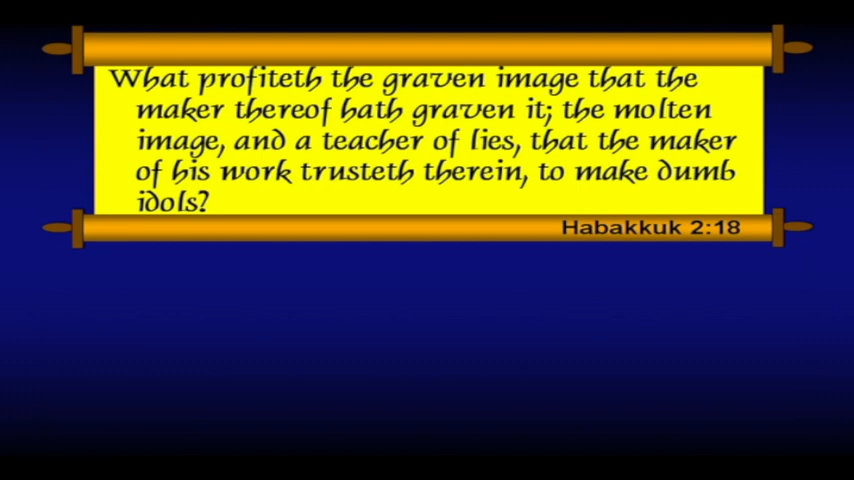 What profiteth the graven image that the
maker thereof hath graven it; the molten
image, and a teacher of lies, that the maker
of his work trusteth therein, to make dumb
idols?
Habakkuk 2:18